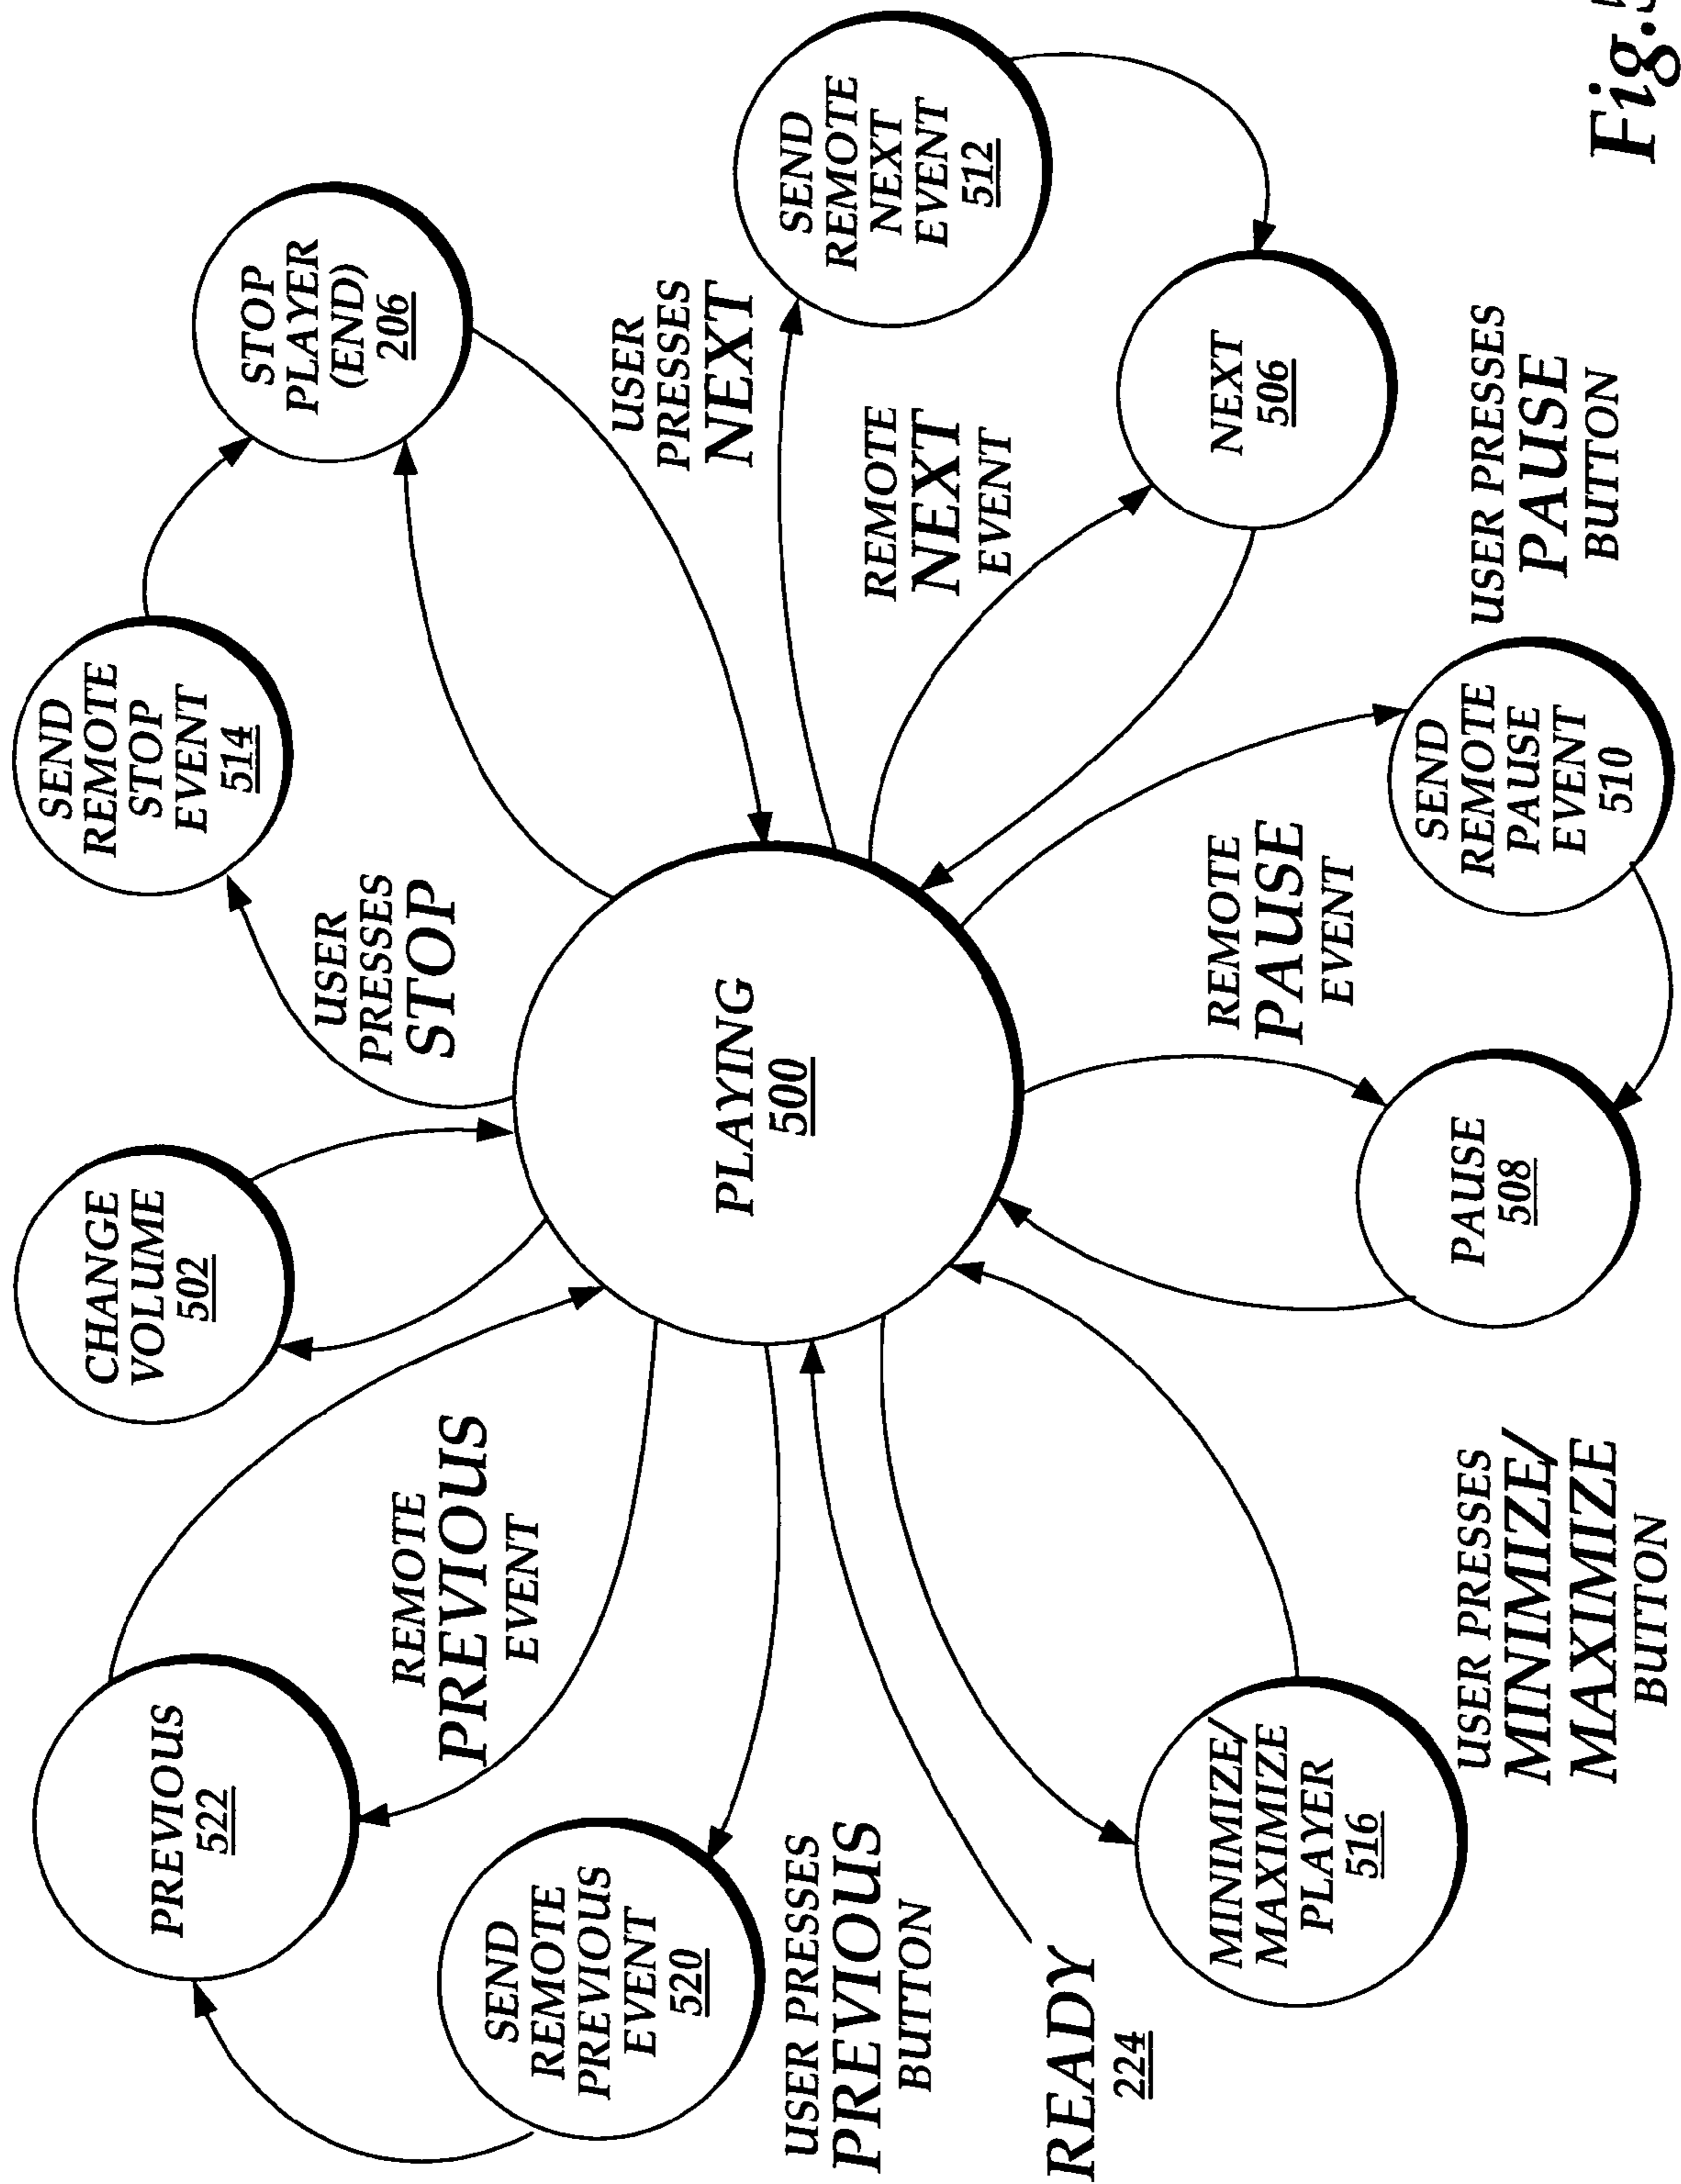 SEND
REMOTE
STOP
EVENT
514
CHANGE
VOLUME
502
PREVIOUS
522
STOP
PLAYER
(END)
206
USER
PRESSES
STOP
REMOTE
PREVIOUS
EVENT
SEND
REMOTE
PREVIOUS
EVENT
520
USER
PRESSES
NEXT
PLAYING
500
SEND
REMOTE
NEXT
EVENT
512
USER PRESSES
PREVIOUS
BUTTON
REMOTE
NEXT
EVENT
READY
224
REMOTE
PAUSE
EVENT
NEXT
506
MINIMIZE/
MAXIMIZE
PLAYER
516
SEND
REMOTE
PAUSE
EVENT
510
PAUSE
508
USER PRESSES
PAUSE
BUTTON
USER PRESSES
MINIMIZE/
MAXIMIZE
BUTTON
Fig.